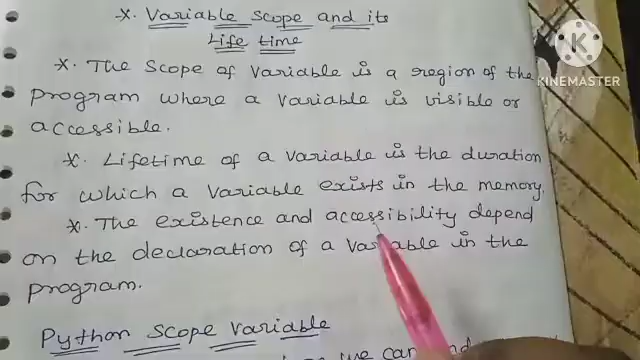 *. Variable Scope and its
Life time
*. The Scope of Variable is a region of the
program where a variable is visible or
accessible.
*. Lifetime of a variable is the duration
for which a variable exists in the memory.
*. The existence and accessibility depend
on the declaration of a variable in the
program.
Python Scope Variable
we can
KINEMASTER